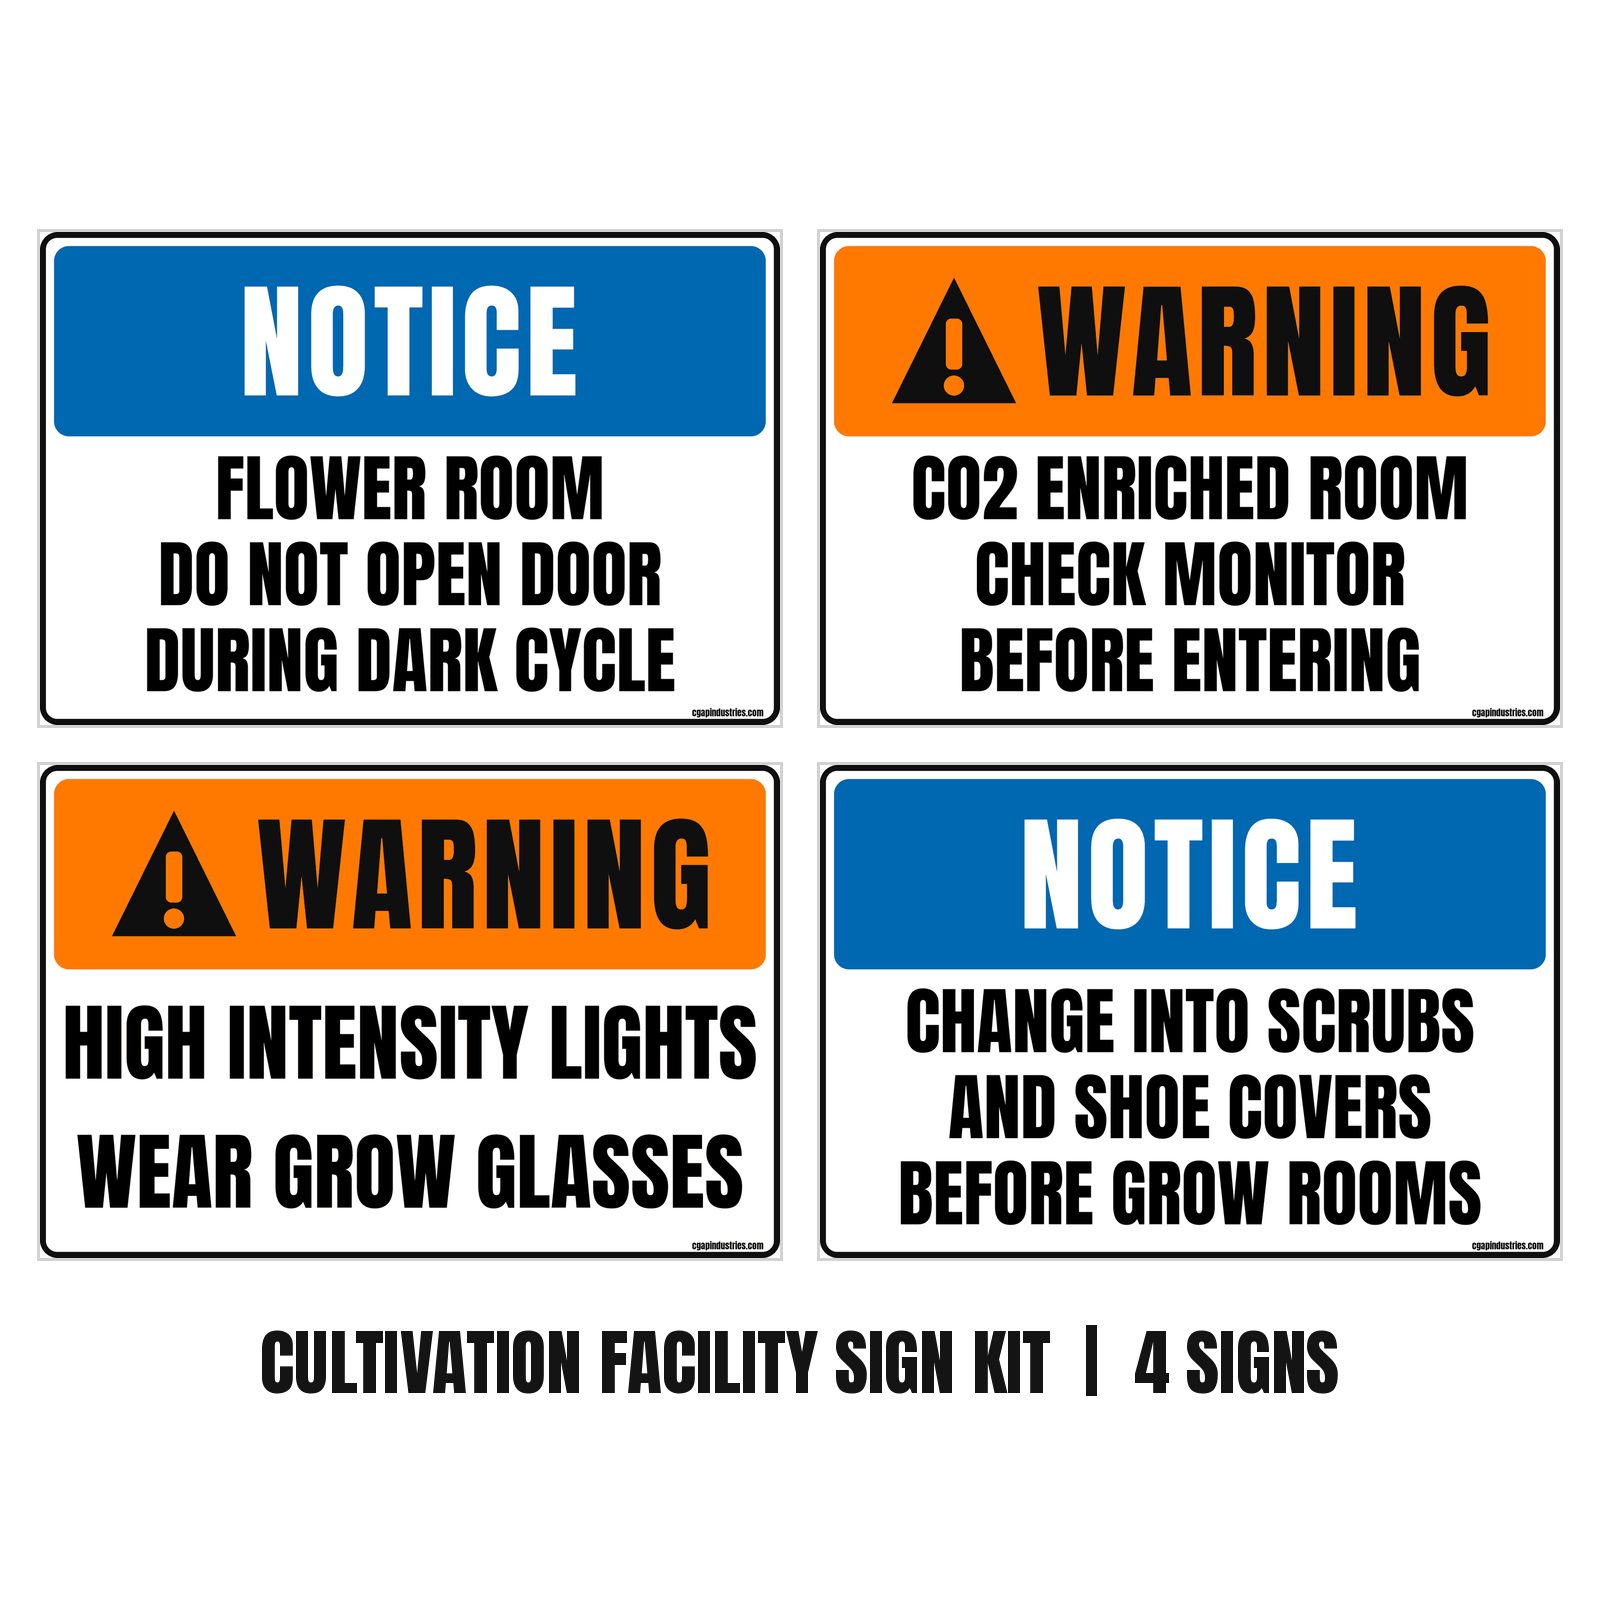 NOTICE
FLOWER ROOM
DO NOT OPEN DOOR
DURING DARK CYCLE
cgapindustries.com
WARNING
CO2 ENRICHED ROOM
CHECK MONITOR
BEFORE ENTERING
cgapindustries.com
WARNING
HIGH INTENSITY LIGHTS
WEAR GROW GLASSES
cgapindustries.com
NOTICE
CHANGE INTO SCRUBS
AND SHOE COVERS
BEFORE GROW ROOMS
cgapindustries.com
CULTIVATION FACILITY SIGN KIT | 4 SIGNS